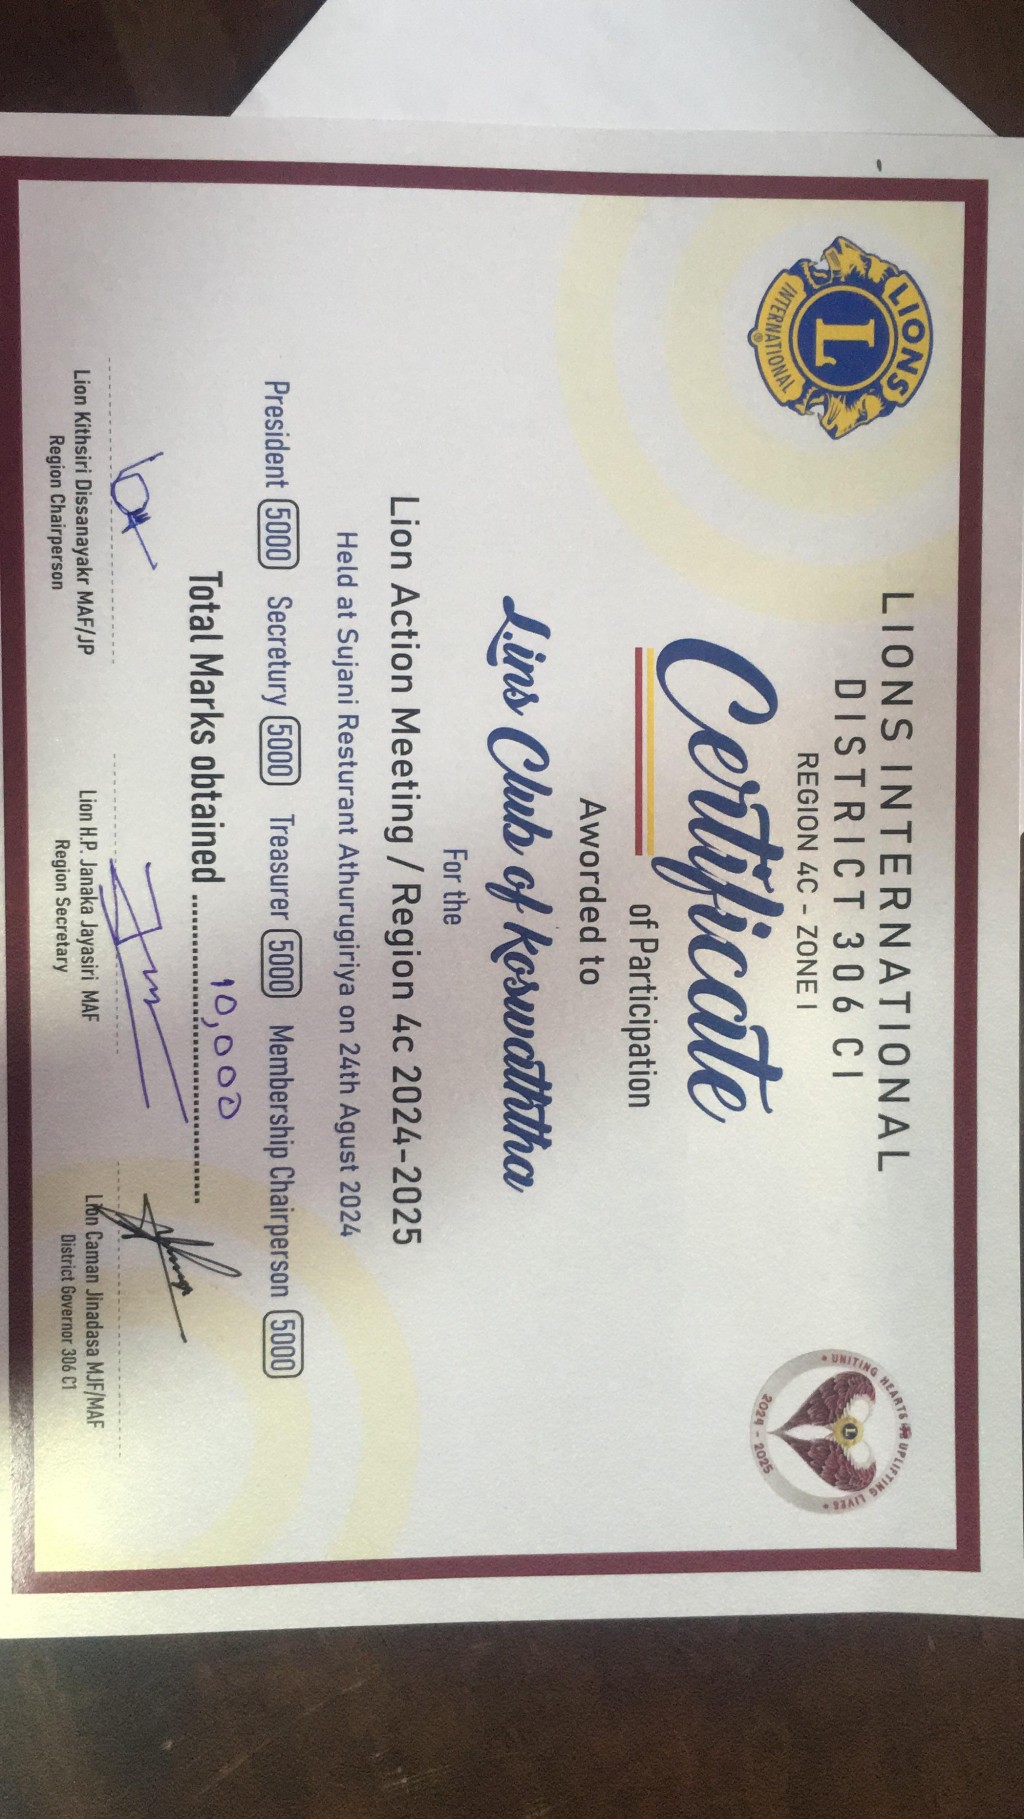 LIONS INTERNATIONAL
DISTRICT 306 C1
REGION 4C - ZONE I
LIONS
L
INTERNATIONAL
UNITING HEARTS UPLIFTING LIVES
L
2024 - 2025
Certificate
of Participation
Aworded to
Lins Club of Koswaththa
For the
Lion Action Meeting / Region 4c 2024-2025
Held at Sujani Resturant Athurugiriya on 24th Agust 2024
President 5000 Secretury 5000 Treasurer 5000 Membership Chairperson 5000
Total Marks obtained 10,000
Lion Kithsiri Dissanayakr MAF/JP
Region Chairperson
Lion H.P. Janaka Jayasiri MAF
Region Secretary
Lion Caman Jinadasa MJF/MAF
District Governor 306 C1